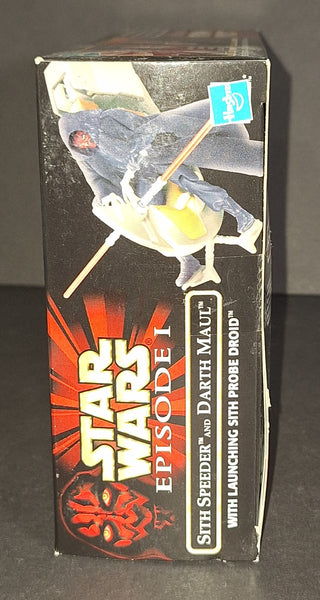 Hasbro
STAR
WARS®
EPISODE I
SITH SPEEDER™ AND DARTH MAUL™
WITH LAUNCHING SITH PROBE DROID™